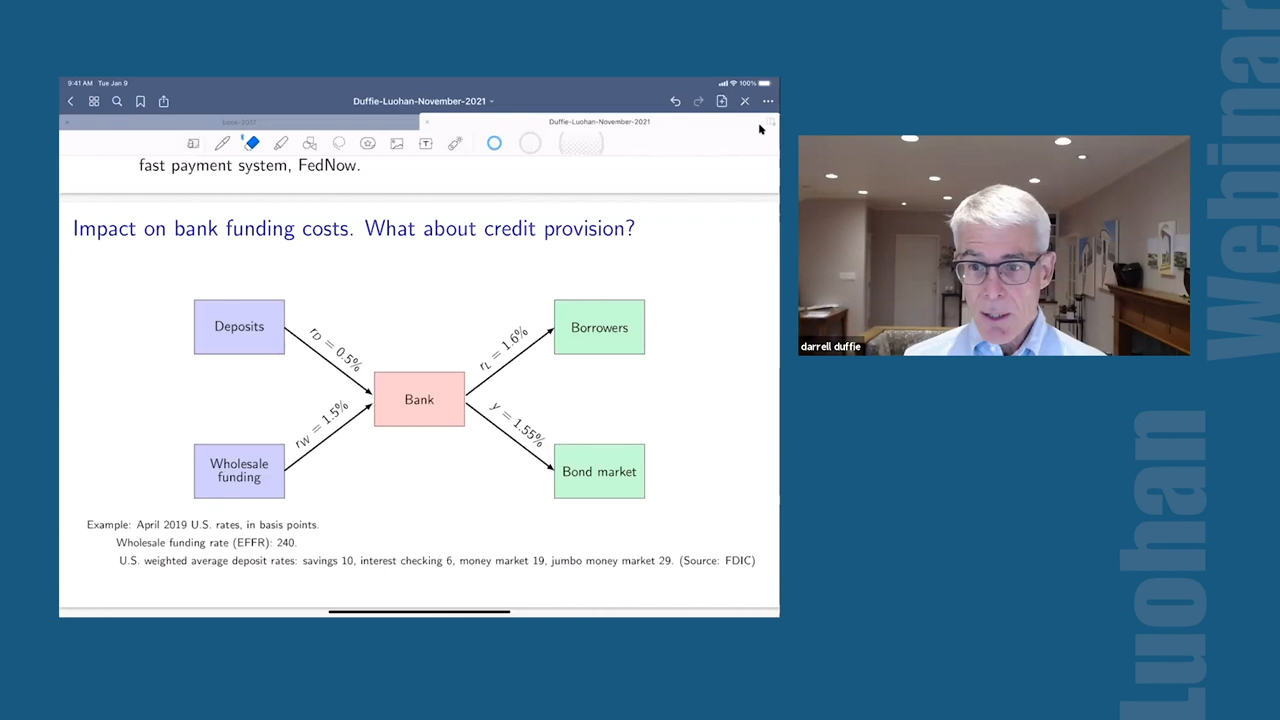 9:41 AM Tue Jan 9
100%
Duffie-Luohan-November-2021
base-2017
Duffie-Luohan-November-2021
fast payment system, FedNow.
Impact on bank funding costs. What about credit provision?
Deposits
Borrowers
rD = 0.5%
rL = 1.6%
Bank
rW = 1.5%
y = 1.55%
Wholesale
funding
Bond market
Example: April 2019 U.S. rates, in basis points.
Wholesale funding rate (EFFR): 240.
U.S. weighted average deposit rates: savings 10, interest checking 6, money market 19, jumbo money market 29. (Source: FDIC)
darrell duffie
Luohan
Webinar